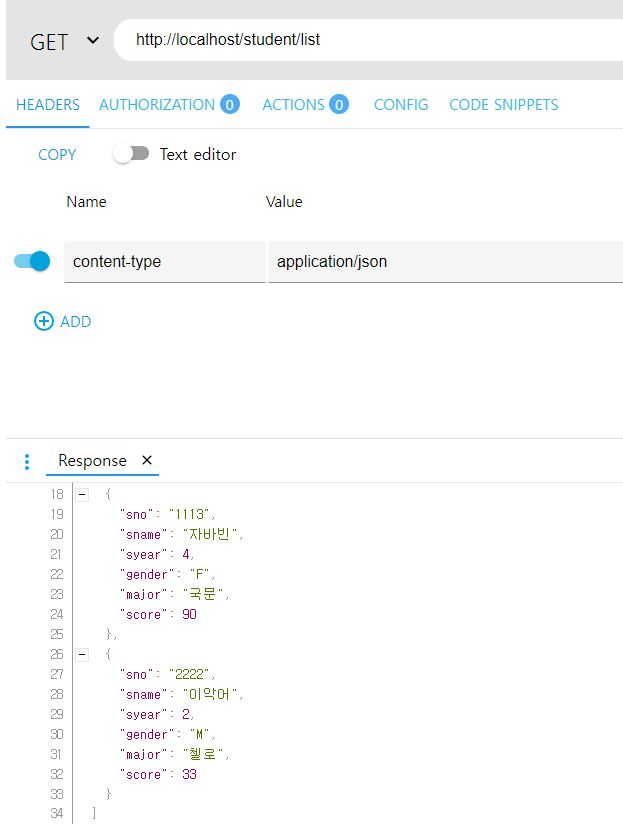 GET http://localhost/student/list
HEADERS AUTHORIZATION 0 ACTIONS 0 CONFIG CODE SNIPPETS
COPY Text editor
Name Value
content-type application/json
ADD
Response ×
18 {
19 "sno": "1113",
20 "sname": "자바빈",
21 "syear": 4,
22 "gender": "F",
23 "major": "국문",
24 "score": 90
25 },
26 {
27 "sno": "2222",
28 "sname": "이악어",
29 "syear": 2,
30 "gender": "M",
31 "major": "첼로",
32 "score": 33
33 }
34 ]